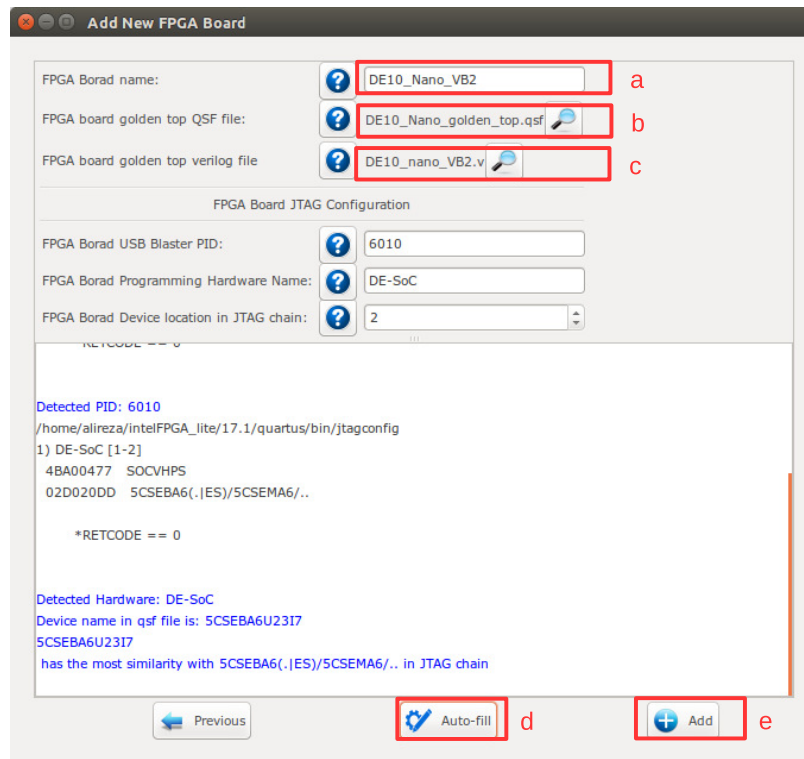 Add New FPGA Board
FPGA Borad name:
DE10_Nano_VB2
a
FPGA board golden top QSF file:
DE10_Nano_golden_top.qsf
b
FPGA board golden top verilog file
DE10_nano_VB2.v
c
FPGA Board JTAG Configuration
FPGA Borad USB Blaster PID:
6010
FPGA Borad Programming Hardware Name:
DE-SoC
FPGA Borad Device location in JTAG chain:
2
*RETCODE == 0
Detected PID: 6010
/home/alireza/intelFPGA_lite/17.1/quartus/bin/jtagconfig
1) DE-SoC [1-2]
4BA00477 SOCVHPS
02D020DD 5CSEBA6(.|ES)/5CSEMA6/..
*RETCODE == 0
Detected Hardware: DE-SoC
Device name in qsf file is: 5CSEBA6U23I7
5CSEBA6U23I7
has the most similarity with 5CSEBA6(.|ES)/5CSEMA6/.. in JTAG chain
Previous
Auto-fill
d
Add
e